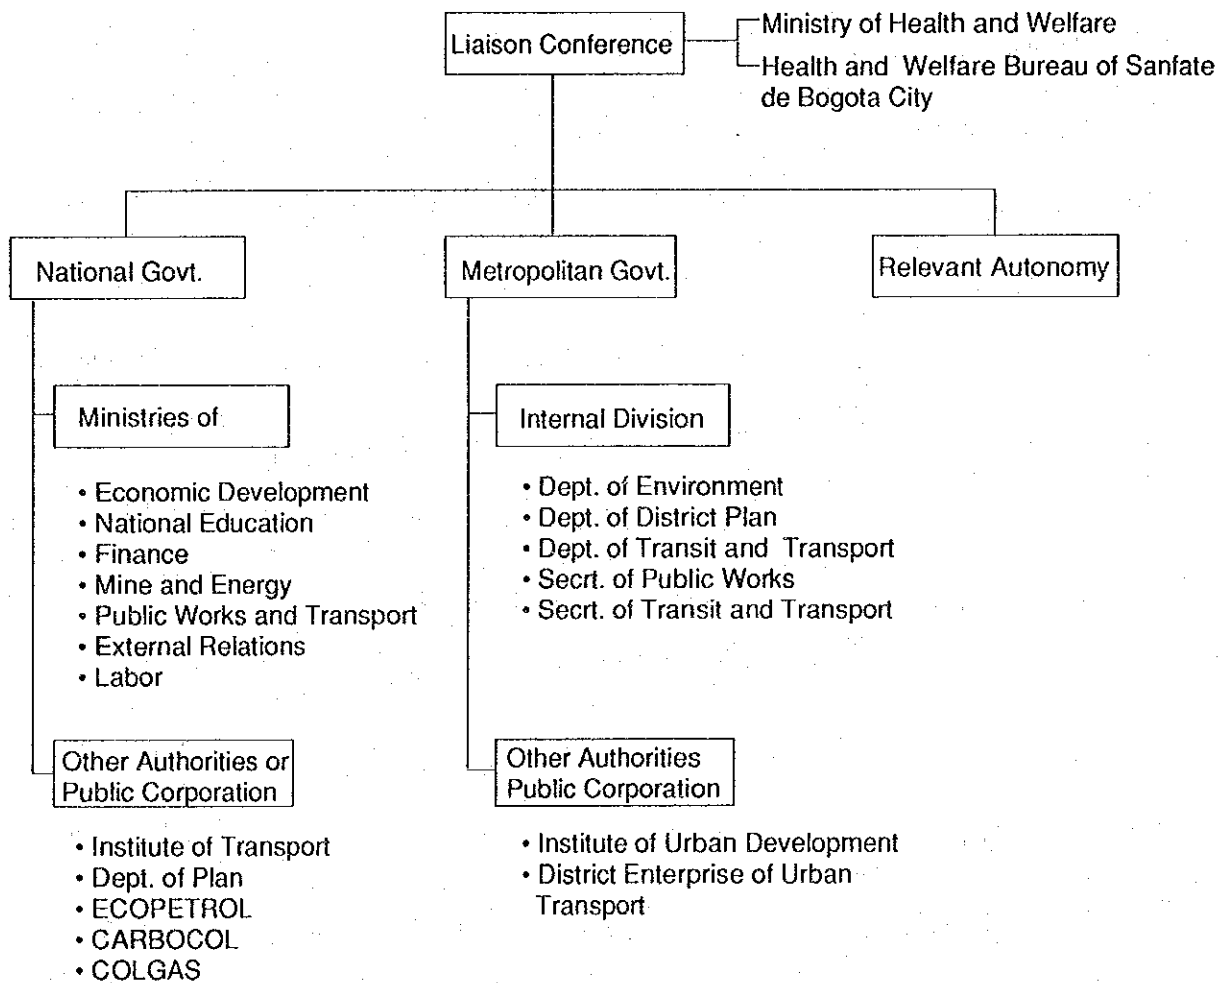 Liaison Conference
Ministry of Health and Welfare
Health and Welfare Bureau of Sanfate
de Bogota City
National Govt.
Metropolitan Govt.
Relevant Autonomy
Ministries of
• Economic Development
• National Education
• Finance
• Mine and Energy
• Public Works and Transport
• External Relations
• Labor
Other Authorities or
Public Corporation
• Institute of Transport
• Dept. of Plan
• ECOPETROL
• CARBOCOL
• COLGAS
Internal Division
• Dept. of Environment
• Dept. of District Plan
• Dept. of Transit and Transport
• Secrt. of Public Works
• Secrt. of Transit and Transport
Other Authorities
Public Corporation
• Institute of Urban Development
• District Enterprise of Urban
Transport